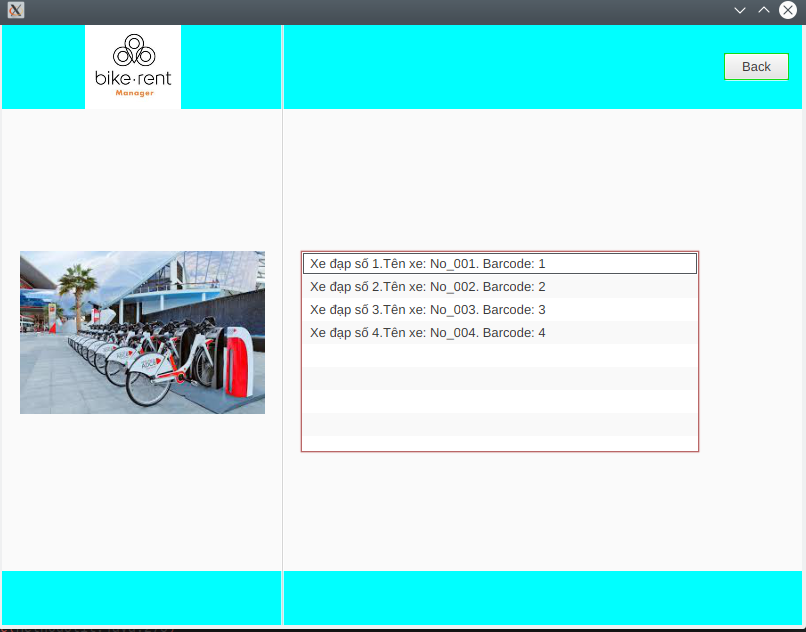 bike·rent
Manager
Back
Xe đạp số 1.Tên xe: No_001. Barcode: 1
Xe đạp số 2.Tên xe: No_002. Barcode: 2
Xe đạp số 3.Tên xe: No_003. Barcode: 3
Xe đạp số 4.Tên xe: No_004. Barcode: 4